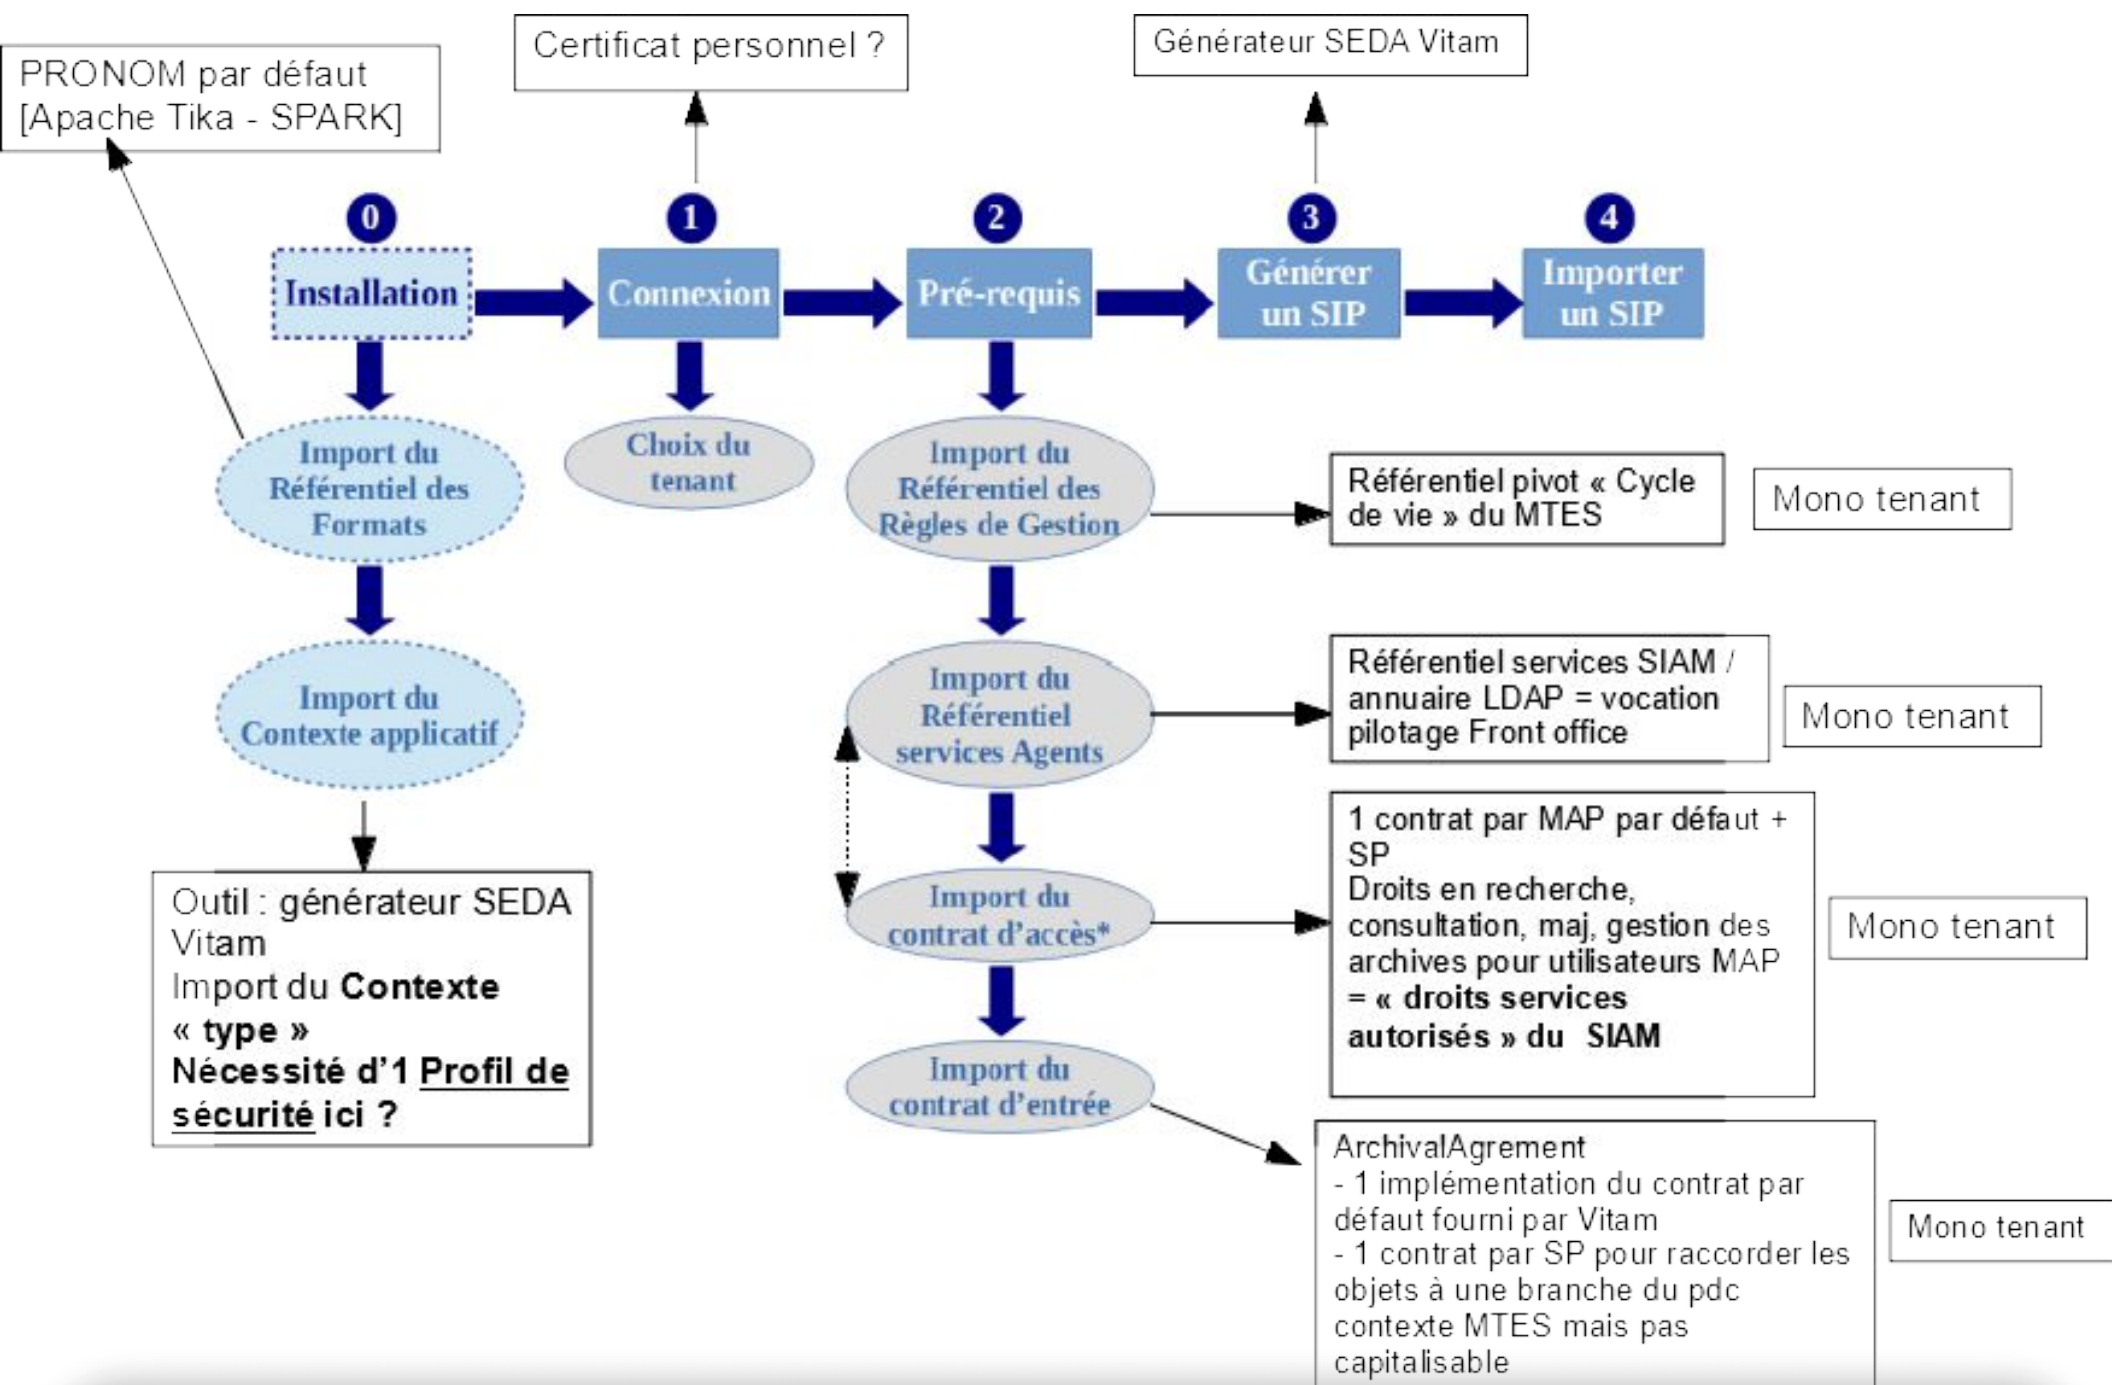 PRONOM par défaut
[Apache Tika - SPARK]
Certificat personnel ?
Générateur SEDA Vitam
0
1
2
3
4
Installation
Connexion
Pré-requis
Générer
un SIP
Importer
un SIP
Import du
Référentiel des
Formats
Choix du
tenant
Import du
Référentiel des
Règles de Gestion
Référentiel pivot « Cycle
de vie » du MTES
Mono tenant
Import du
Contexte applicatif
Import du
Référentiel
services Agents
Référentiel services SIAM /
annuaire LDAP = vocation
pilotage Front office
Mono tenant
Outil : générateur SEDA
Vitam
Import du Contexte
« type »
Nécessité d'1 Profil de
sécurité ici ?
Import du
contrat d'accès*
1 contrat par MAP par défaut +
SP
Droits en recherche,
consultation, maj, gestion des
archives pour utilisateurs MAP
= « droits services
autorisés » du SIAM
Mono tenant
Import du
contrat d'entrée
ArchivalAgrement
- 1 implémentation du contrat par
défaut fourni par Vitam
- 1 contrat par SP pour raccorder les
objets à une branche du pdc
contexte MTES mais pas
capitalisable
Mono tenant